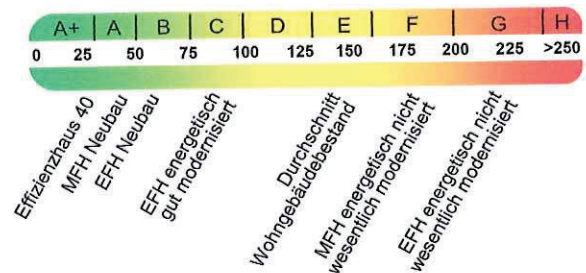 A+ A B C D E F G H
0 25 50 75 100 125 150 175 200 225 >250
Effizienzhaus 40
MFH Neubau
EFH Neubau
EFH energetisch
gut modernisiert
Durchschnitt
Wohngebäudebestand
MFH energetisch nicht
wesentlich modernisiert
EFH energetisch nicht
wesentlich modernisiert